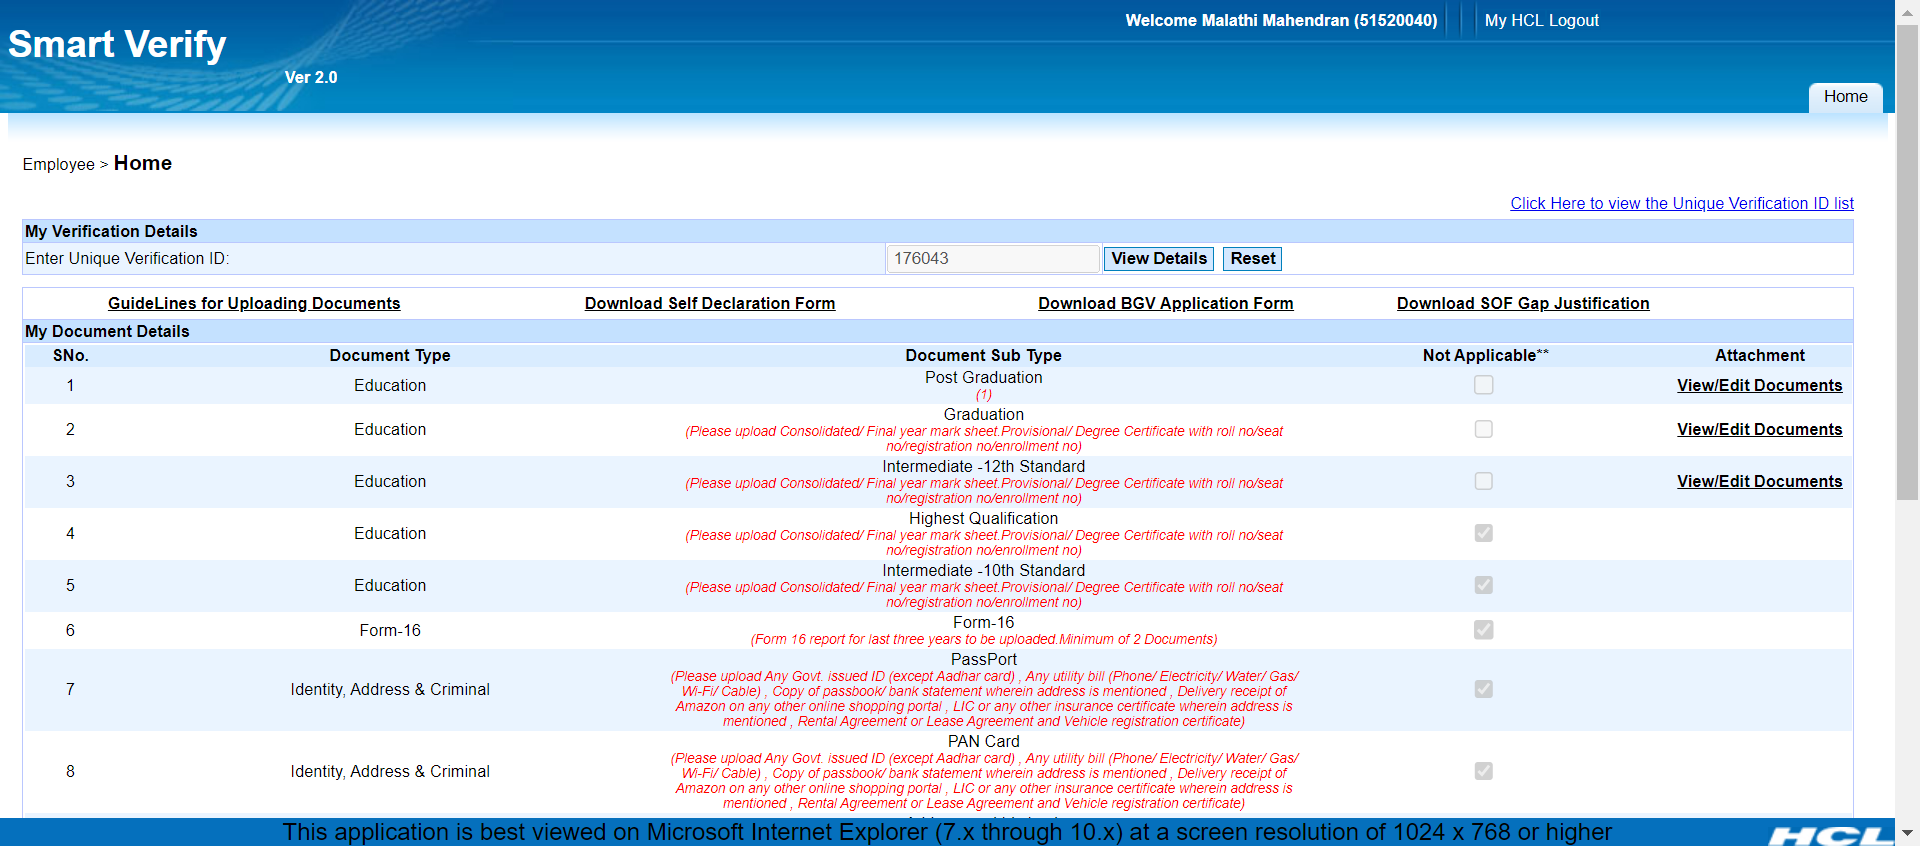 Welcome Malathi Mahendran (51520040)
My HCL Logout
Smart Verify
Ver 2.0
Home
Employee > Home
Click Here to view the Unique Verification ID list
My Verification Details
Enter Unique Verification ID:
176043
View Details
Reset
GuideLines for Uploading Documents
Download Self Declaration Form
Download BGV Application Form
Download SOF Gap Justification
My Document Details
SNo. Document Type Document Sub Type Not Applicable** Attachment
1 Education Post Graduation View/Edit Documents
(1)
2 Education Graduation View/Edit Documents
(Please upload Consolidated/ Final year mark sheet.Provisional/ Degree Certificate with roll no/seat
no/registration no/enrollment no)
3 Education Intermediate -12th Standard View/Edit Documents
(Please upload Consolidated/ Final year mark sheet.Provisional/ Degree Certificate with roll no/seat
no/registration no/enrollment no)
4 Education Highest Qualification
(Please upload Consolidated/ Final year mark sheet.Provisional/ Degree Certificate with roll no/seat
no/registration no/enrollment no)
5 Education Intermediate -10th Standard
(Please upload Consolidated/ Final year mark sheet.Provisional/ Degree Certificate with roll no/seat
no/registration no/enrollment no)
6 Form-16 Form-16
(Form 16 report for last three years to be uploaded.Minimum of 2 Documents)
7 Identity, Address & Criminal PassPort
(Please upload Any Govt. issued ID (except Aadhar card) , Any utility bill (Phone/ Electricity/ Water/ Gas/
Wi-Fi/ Cable) , Copy of passbook/ bank statement wherein address is mentioned , Delivery receipt of
Amazon on any other online shopping portal , LIC or any other insurance certificate wherein address is
mentioned , Rental Agreement or Lease Agreement and Vehicle registration certificate)
8 Identity, Address & Criminal PAN Card
(Please upload Any Govt. issued ID (except Aadhar card) , Any utility bill (Phone/ Electricity/ Water/ Gas/
Wi-Fi/ Cable) , Copy of passbook/ bank statement wherein address is mentioned , Delivery receipt of
Amazon on any other online shopping portal , LIC or any other insurance certificate wherein address is
mentioned , Rental Agreement or Lease Agreement and Vehicle registration certificate)
This application is best viewed on Microsoft Internet Explorer (7.x through 10.x) at a screen resolution of 1024 x 768 or higher
HCL